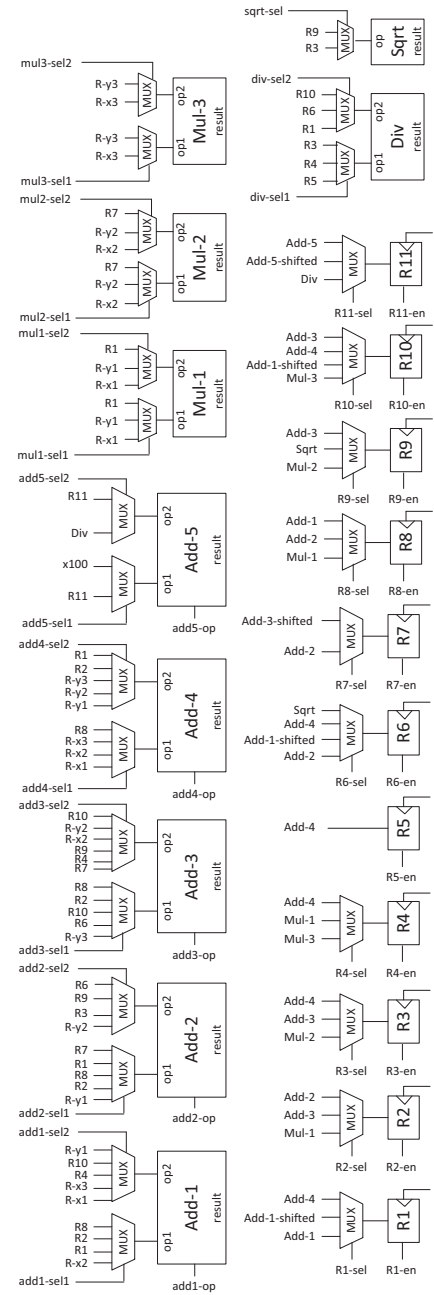 sqrt-sel
R9
R3
MUX
op
Sqrt
result
div-sel2
R10
R6
R1
MUX
op2
R3
R4
R5
MUX
op1
Div
result
div-sel1
mul3-sel2
R-y3
R-x3
MUX
op2
R-y3
R-x3
MUX
op1
Mul-3
result
mul3-sel1
mul2-sel2
R7
R-y2
R-x2
MUX
op2
R7
R-y2
R-x2
MUX
op1
Mul-2
result
mul2-sel1
mul1-sel2
R1
R-y1
R-x1
MUX
op2
R1
R-y1
R-x1
MUX
op1
Mul-1
result
mul1-sel1
add5-sel2
R11
Div
MUX
op2
x100
R11
MUX
op1
Add-5
result
add5-sel1
add5-op
add4-sel2
R1
R2
R-y3
R-y2
R-y1
MUX
op2
R8
R-x3
R-x2
R-x1
MUX
op1
Add-4
result
add4-sel1
add4-op
add3-sel2
R10
R-y2
R-x2
R9
R4
R7
MUX
op2
R8
R2
R10
R6
R-y3
MUX
op1
Add-3
result
add3-sel1
add3-op
add2-sel2
R6
R9
R3
R-y2
MUX
op2
R7
R1
R8
R2
R-y1
MUX
op1
Add-2
result
add2-sel1
add2-op
add1-sel2
R-y1
R10
R4
R-x3
R-x1
MUX
op2
R8
R2
R1
R-x2
MUX
op1
Add-1
result
add1-sel1
add1-op
Add-5
Add-5-shifted
Div
MUX
R11
R11-sel
R11-en
Add-3
Add-4
Add-1-shifted
Mul-3
MUX
R10
R10-sel
R10-en
Add-3
Sqrt
Mul-2
MUX
R9
R9-sel
R9-en
Add-1
Add-2
Mul-1
MUX
R8
R8-sel
R8-en
Add-3-shifted
Add-2
MUX
R7
R7-sel
R7-en
Sqrt
Add-4
Add-1-shifted
Add-2
MUX
R6
R6-sel
R6-en
Add-4
R5
R5-en
Add-4
Mul-1
Mul-3
MUX
R4
R4-sel
R4-en
Add-4
Add-3
Mul-2
MUX
R3
R3-sel
R3-en
Add-2
Add-3
Mul-1
MUX
R2
R2-sel
R2-en
Add-4
Add-1-shifted
Add-1
MUX
R1
R1-sel
R1-en